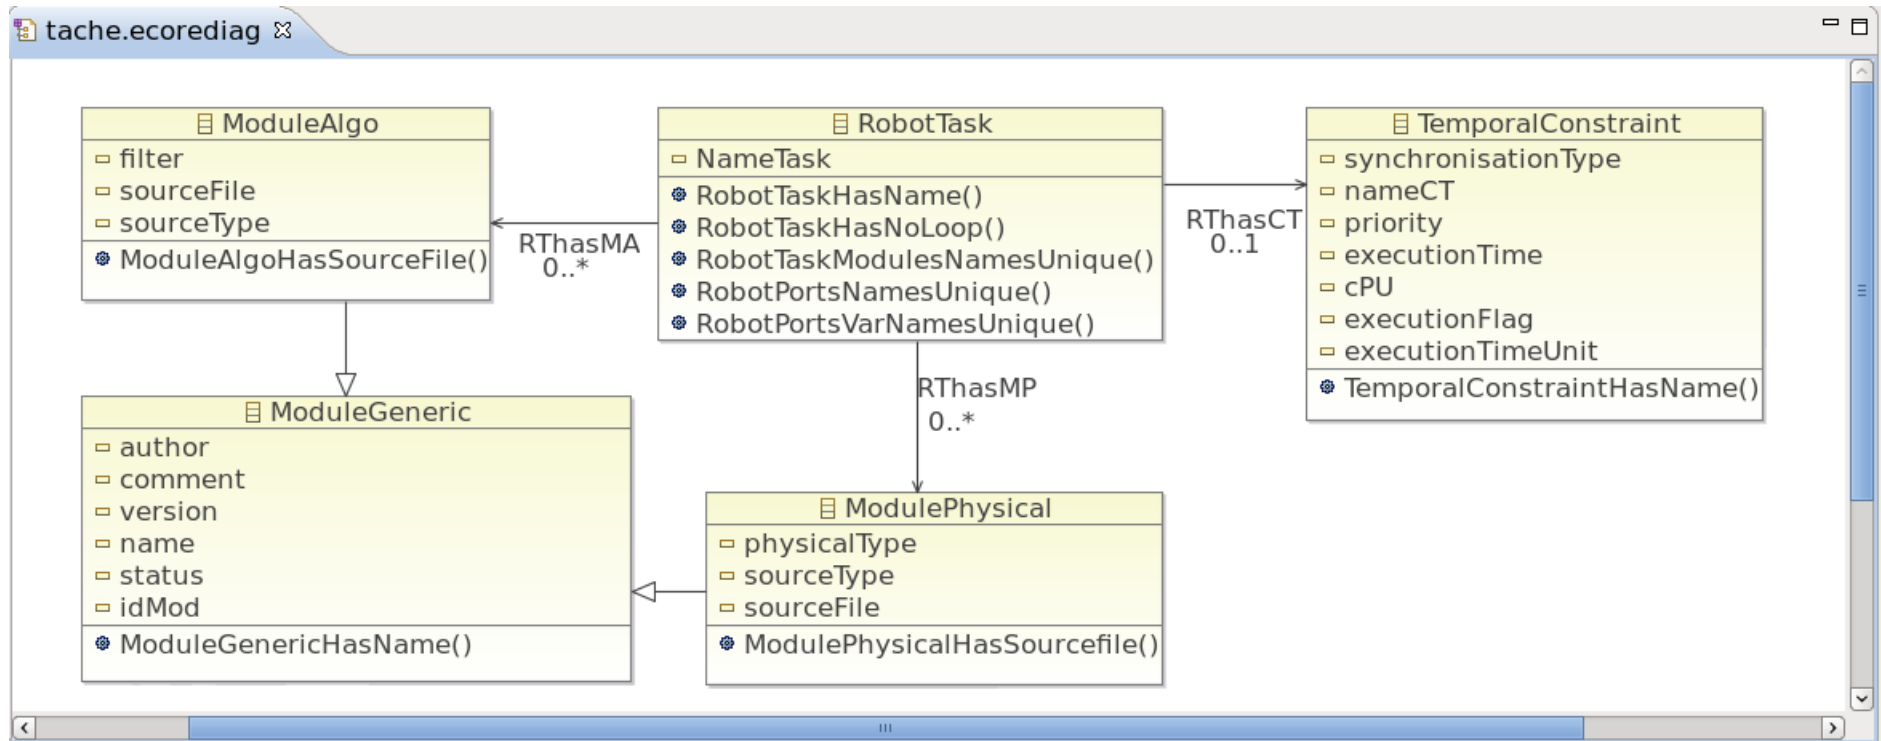 tache.ecorediag
ModuleAlgo
filter
sourceFile
sourceType
ModuleAlgoHasSourceFile()
RThasMA
0..*
RobotTask
NameTask
RobotTaskHasName()
RobotTaskHasNoLoop()
RobotTaskModulesNamesUnique()
RobotPortsNamesUnique()
RobotPortsVarNamesUnique()
RThasCT
0..1
TemporalConstraint
synchronisationType
nameCT
priority
executionTime
cPU
executionFlag
executionTimeUnit
TemporalConstraintHasName()
RThasMP
0..*
ModuleGeneric
author
comment
version
name
status
idMod
ModuleGenericHasName()
ModulePhysical
physicalType
sourceType
sourceFile
ModulePhysicalHasSourcefile()